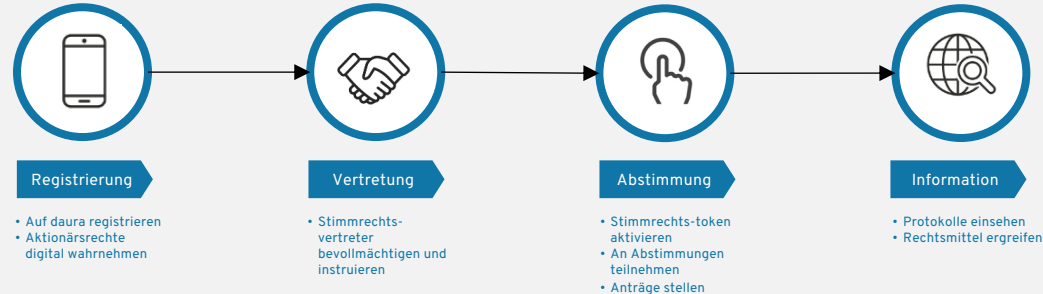 Registrierung
• Auf daura registrieren
• Aktionärsrechte
digital wahrnehmen
Vertretung
• Stimmrechts-
vertreter
bevollmächtigen und
instruieren
Abstimmung
• Stimmrechts-token
aktivieren
• An Abstimmungen
teilnehmen
• Anträge stellen
Information
• Protokolle einsehen
• Rechtsmittel ergreifen